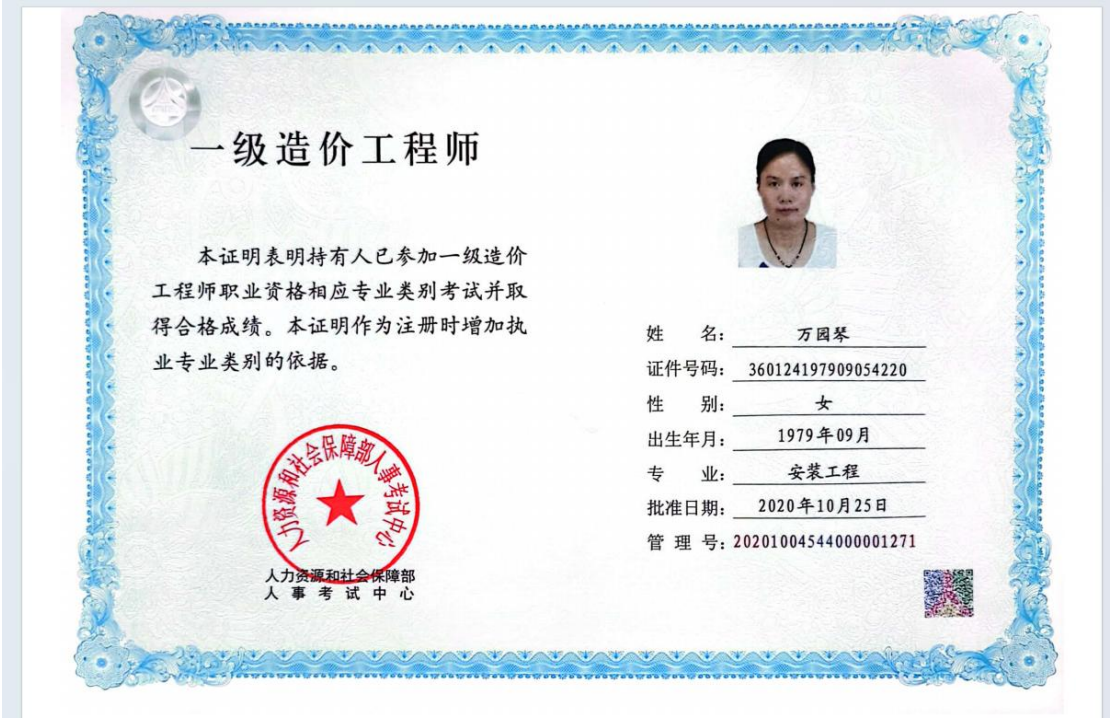 一级造价工程师
本证明表明持有人已参加一级造价
工程师职业资格相应专业类别考试并取
得合格成绩。本证明作为注册时增加执
业专业类别的依据。
人力资源和社会保障部人事考试中心
人力资源和社会保障部
人事考试中心
姓 名: 万园琴
证件号码: 360124197909054220
性 别: 女
出生年月: 1979年09月
专 业: 安装工程
批准日期: 2020年10月25日
管 理 号: 20201004544000001271